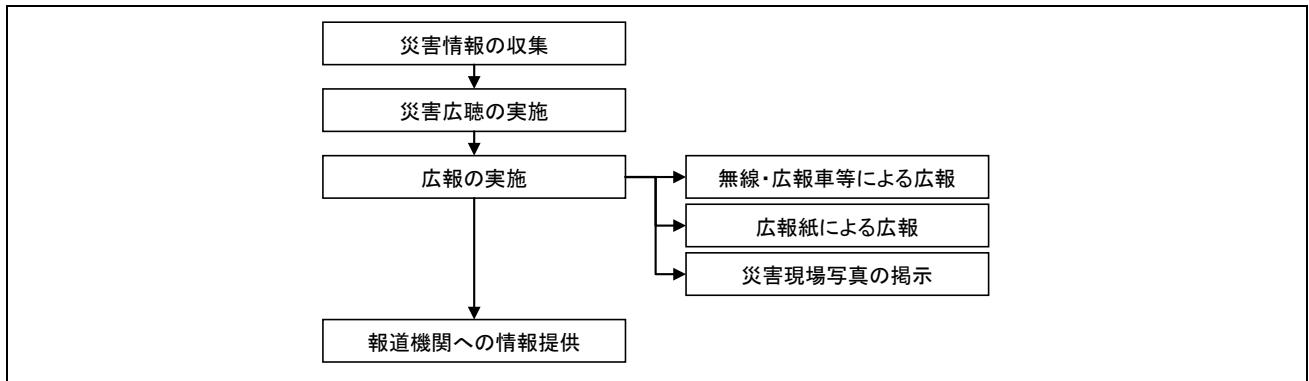 災害情報の収集
災害広聴の実施
広報の実施
無線・広報車等による広報
広報紙による広報
災害現場写真の掲示
報道機関への情報提供